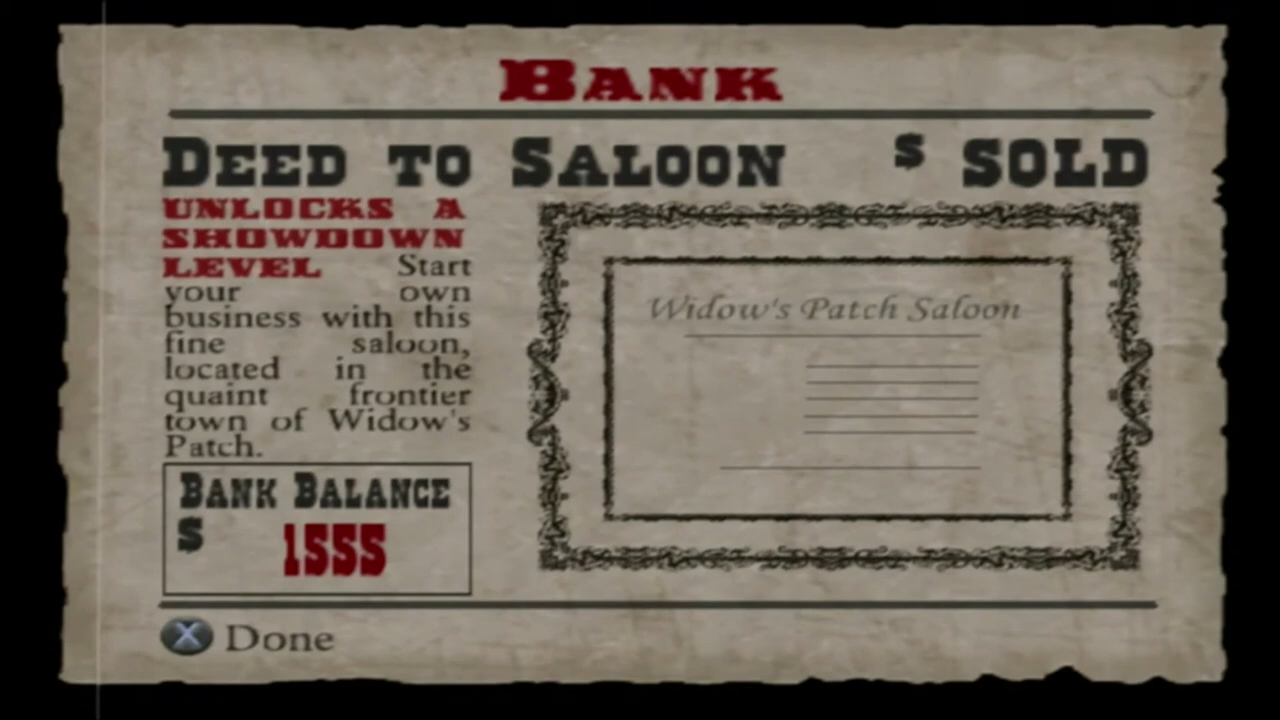 BANK
DEED TO SALOON $ SOLD
UNLOCKS A
SHOWDOWN
LEVEL Start
your own
business with this
fine saloon,
located in the
quaint frontier
town of Widow's
Patch.
Widow's Patch Saloon
BANK BALANCE
$ 1555
X Done